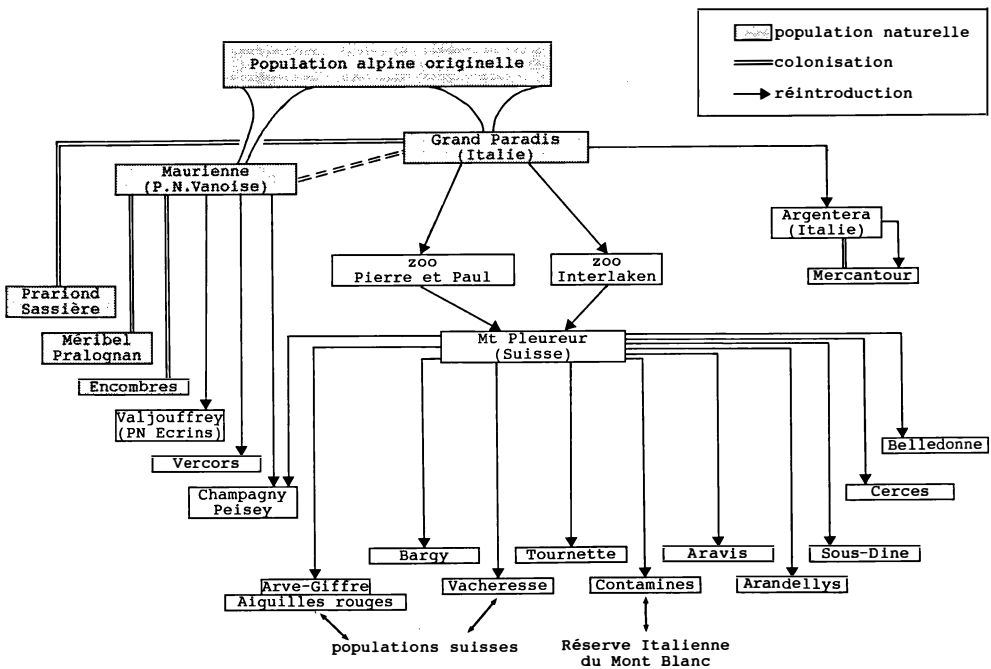 population naturelle
colonisation
réintroduction
Population alpine originelle
Grand Paradis
(Italie)
Maurienne
(P.N.Vanoise)
Argentera
(Italie)
Mercantour
zoo
Pierre et Paul
zoo
Interlaken
Prariond
Sassière
Méribel
Pralognan
Encombres
Valjouffrey
(PN Ecrins)
Vercors
Champagny
Peisey
Mt Pleureur
(Suisse)
Belledonne
Cerces
Bargy
Tournette
Aravis
Sous-Dine
Arve-Giffre
Aiguilles rouges
Vacheresse
Contamines
Arandellys
populations suisses
Réserve Italienne
du Mont Blanc